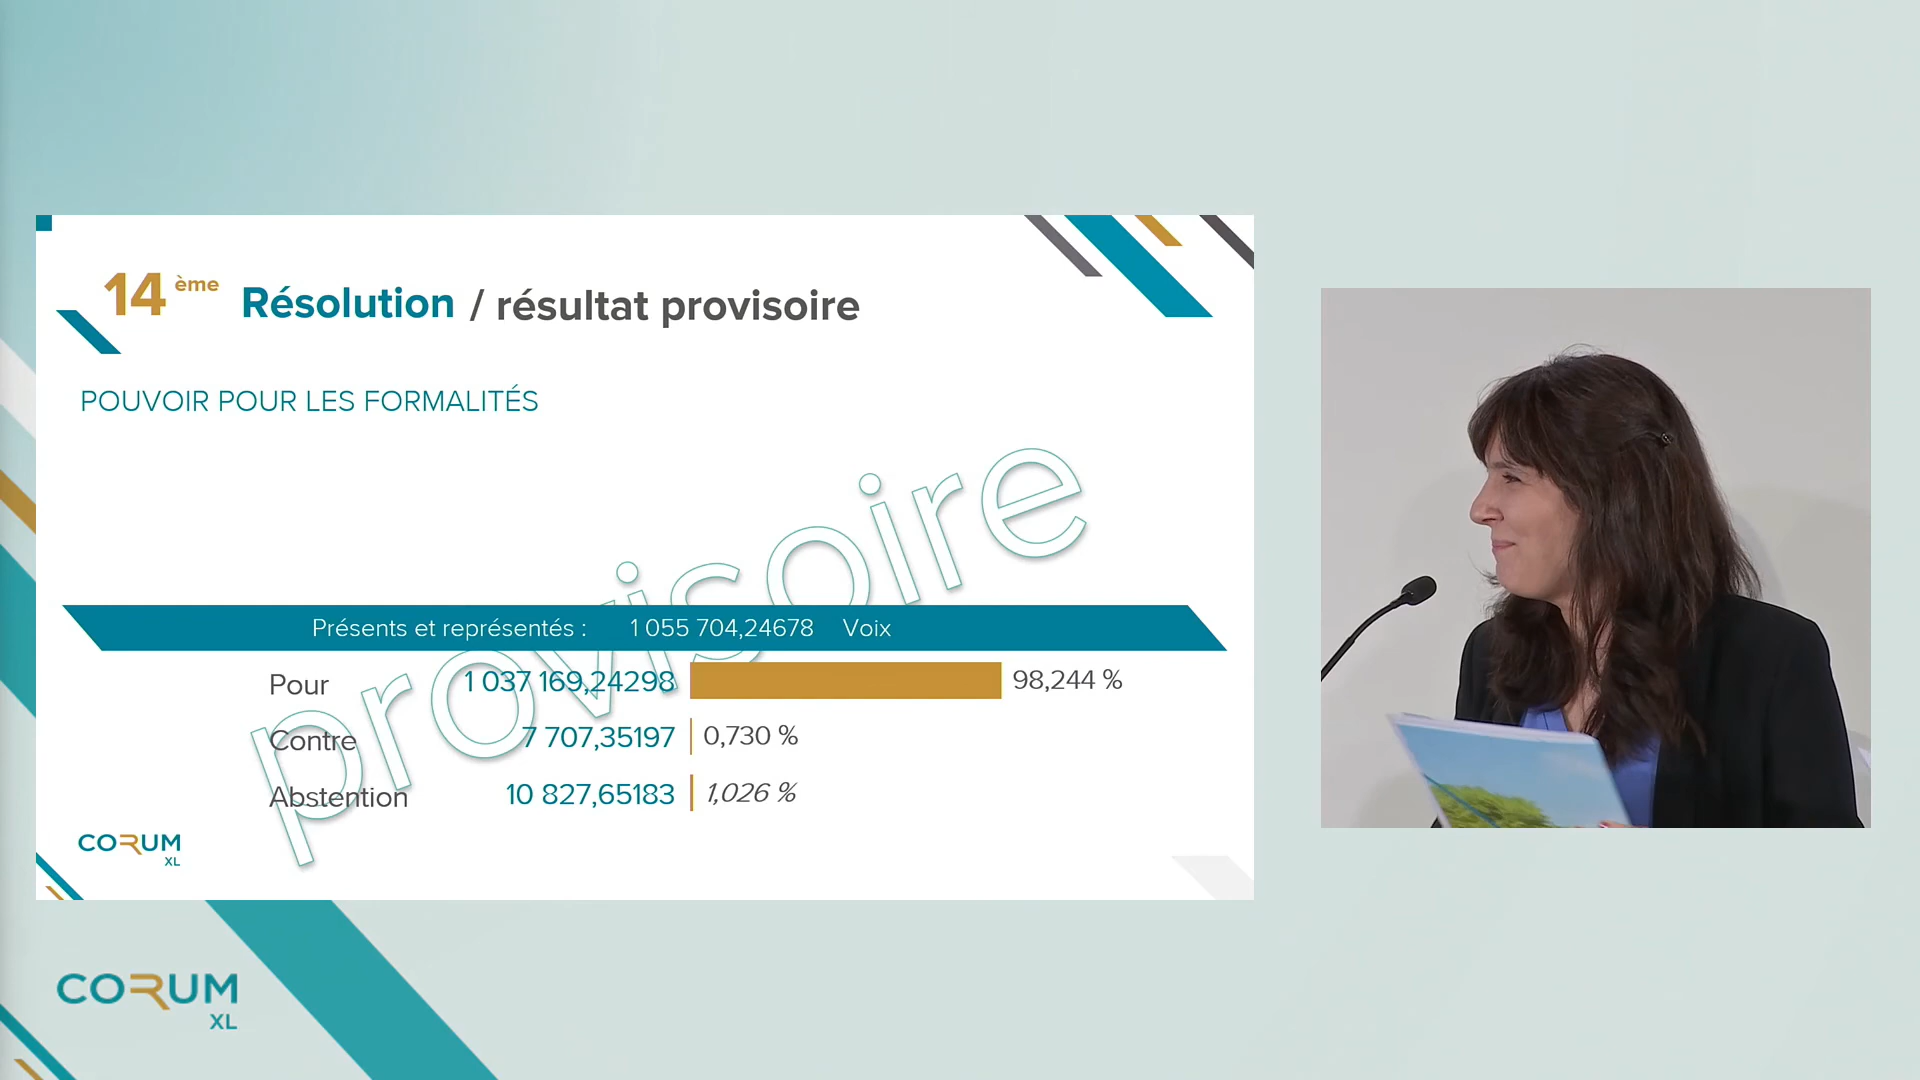 14 ème Résolution / résultat provisoire
POUVOIR POUR LES FORMALITÉS
provisoire
Présents et représentés : 1 055 704,24678 Voix
Pour 1 037 169,24298 98,244 %
Contre 7 707,35197 0,730 %
Abstention 10 827,65183 1,026 %
CORUM
XL
CORUM
XL